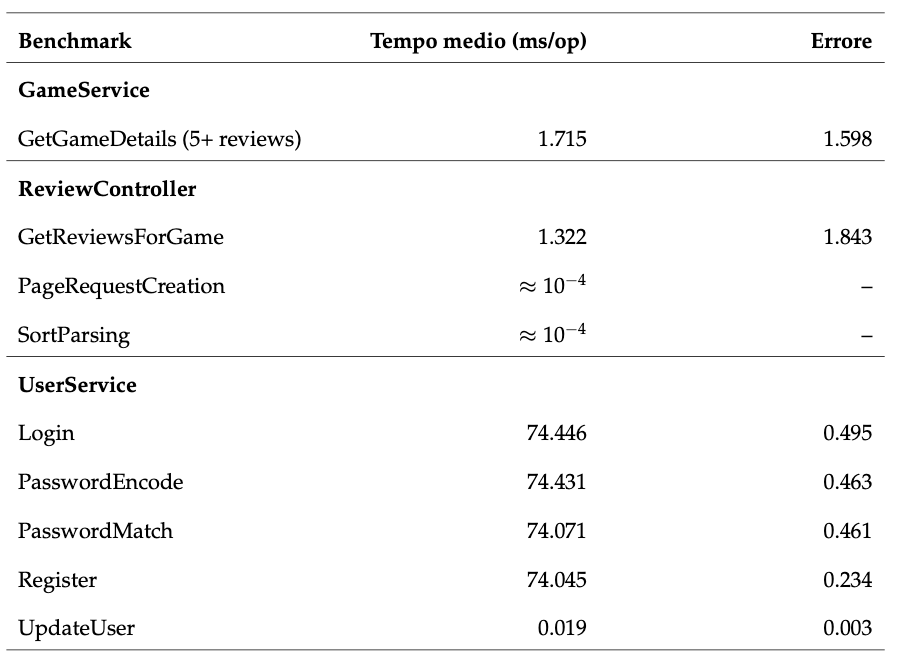 Benchmark Tempo medio (ms/op) Errore
GameService
GetGameDetails (5+ reviews) 1.715 1.598
ReviewController
GetReviewsForGame 1.322 1.843
PageRequestCreation ≈ 10⁻⁴ –
SortParsing ≈ 10⁻⁴ –
UserService
Login 74.446 0.495
PasswordEncode 74.431 0.463
PasswordMatch 74.071 0.461
Register 74.045 0.234
UpdateUser 0.019 0.003